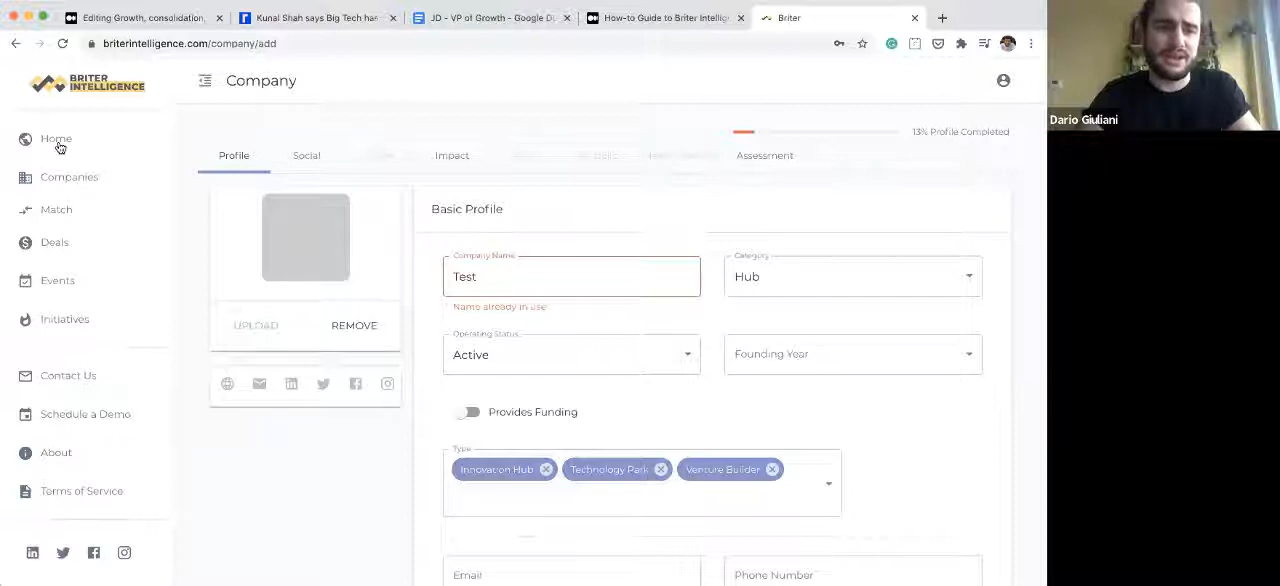 Editing Growth, consolidation,
Kunal Shah says Big Tech har
JD - VP of Growth - Google D
How-to Guide to Briter Intellig
Briter
briterintelligence.com/company/add
BRITER
INTELLIGENCE
Company
Dario Giuliani
Home
Companies
Match
Deals
Events
Initiatives
Contact Us
Schedule a Demo
About
Terms of Service
13% Profile Completed
Profile
Social
Impact
Assessment
UPLOAD
REMOVE
Basic Profile
Company Name
Test
Name already in use
Category
Hub
Operating Status
Active
Founding Year
Provides Funding
Type
Innovation Hub
Technology Park
Venture Builder
Email
Phone Number